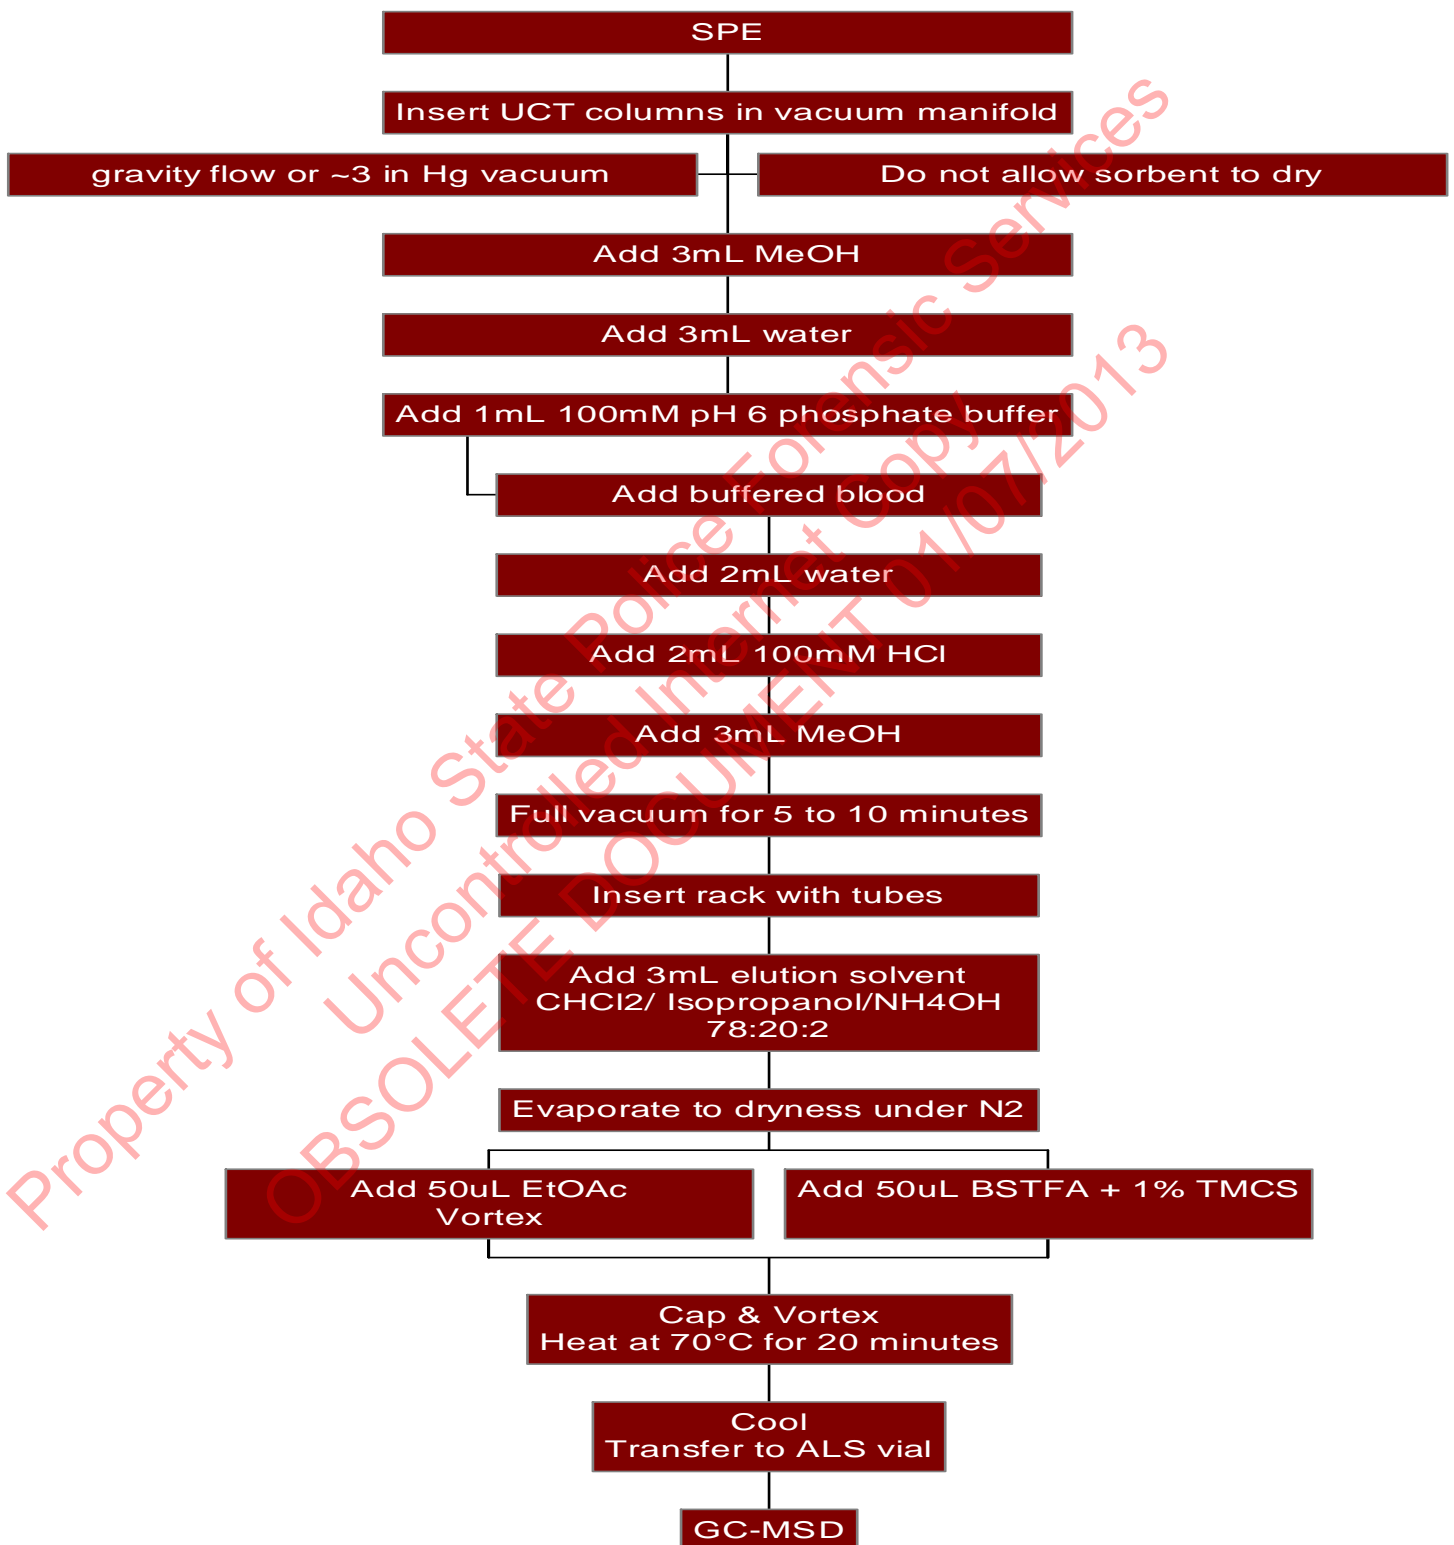 SPE
Insert UCT columns in vacuum manifold
gravity flow or ~3 in Hg vacuum
Do not allow sorbent to dry
Add 3mL MeOH
Add 3mL water
Add 1mL 100mM pH 6 phosphate buffer
Add buffered blood
Add 2mL water
Add 2mL 100mM HCl
Add 3mL MeOH
Full vacuum for 5 to 10 minutes
Insert rack with tubes
Add 3mL elution solvent
CHCl2/ Isopropanol/NH4OH
78:20:2
Evaporate to dryness under N2
Add 50uL EtOAc
Vortex
Add 50uL BSTFA + 1% TMCS
Cap & Vortex
Heat at 70°C for 20 minutes
Cool
Transfer to ALS vial
GC-MSD
Property of Idaho State Police Forensic Services
Uncontrolled Internet Copy
OBSOLETE DOCUMENT 01/07/2013